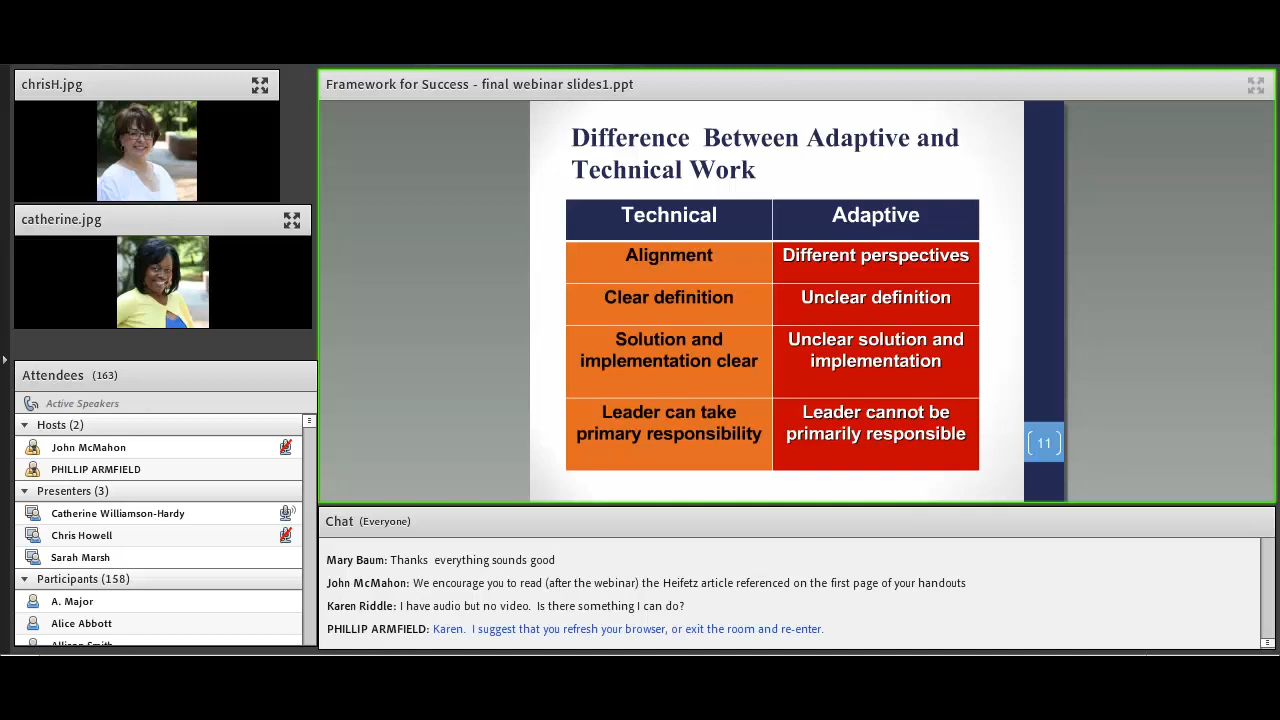 chrisH.jpg
catherine.jpg
Attendees (163)
Active Speakers
Hosts (2)
John McMahon
PHILLIP ARMFIELD
Presenters (3)
Catherine Williamson-Hardy
Chris Howell
Sarah Marsh
Participants (158)
A. Major
Alice Abbott
Allison Smith
Framework for Success - final webinar slides1.ppt
Difference Between Adaptive and
Technical Work
Technical Adaptive
Alignment Different perspectives
Clear definition Unclear definition
Solution and Unclear solution and
implementation clear implementation
Leader can take Leader cannot be
primary responsibility primarily responsible
11
Chat (Everyone)
Mary Baum: Thanks everything sounds good
John McMahon: We encourage you to read (after the webinar) the Heifetz article referenced on the first page of your handouts
Karen Riddle: I have audio but no video. Is there something I can do?
PHILLIP ARMFIELD: Karen. I suggest that you refresh your browser, or exit the room and re-enter.